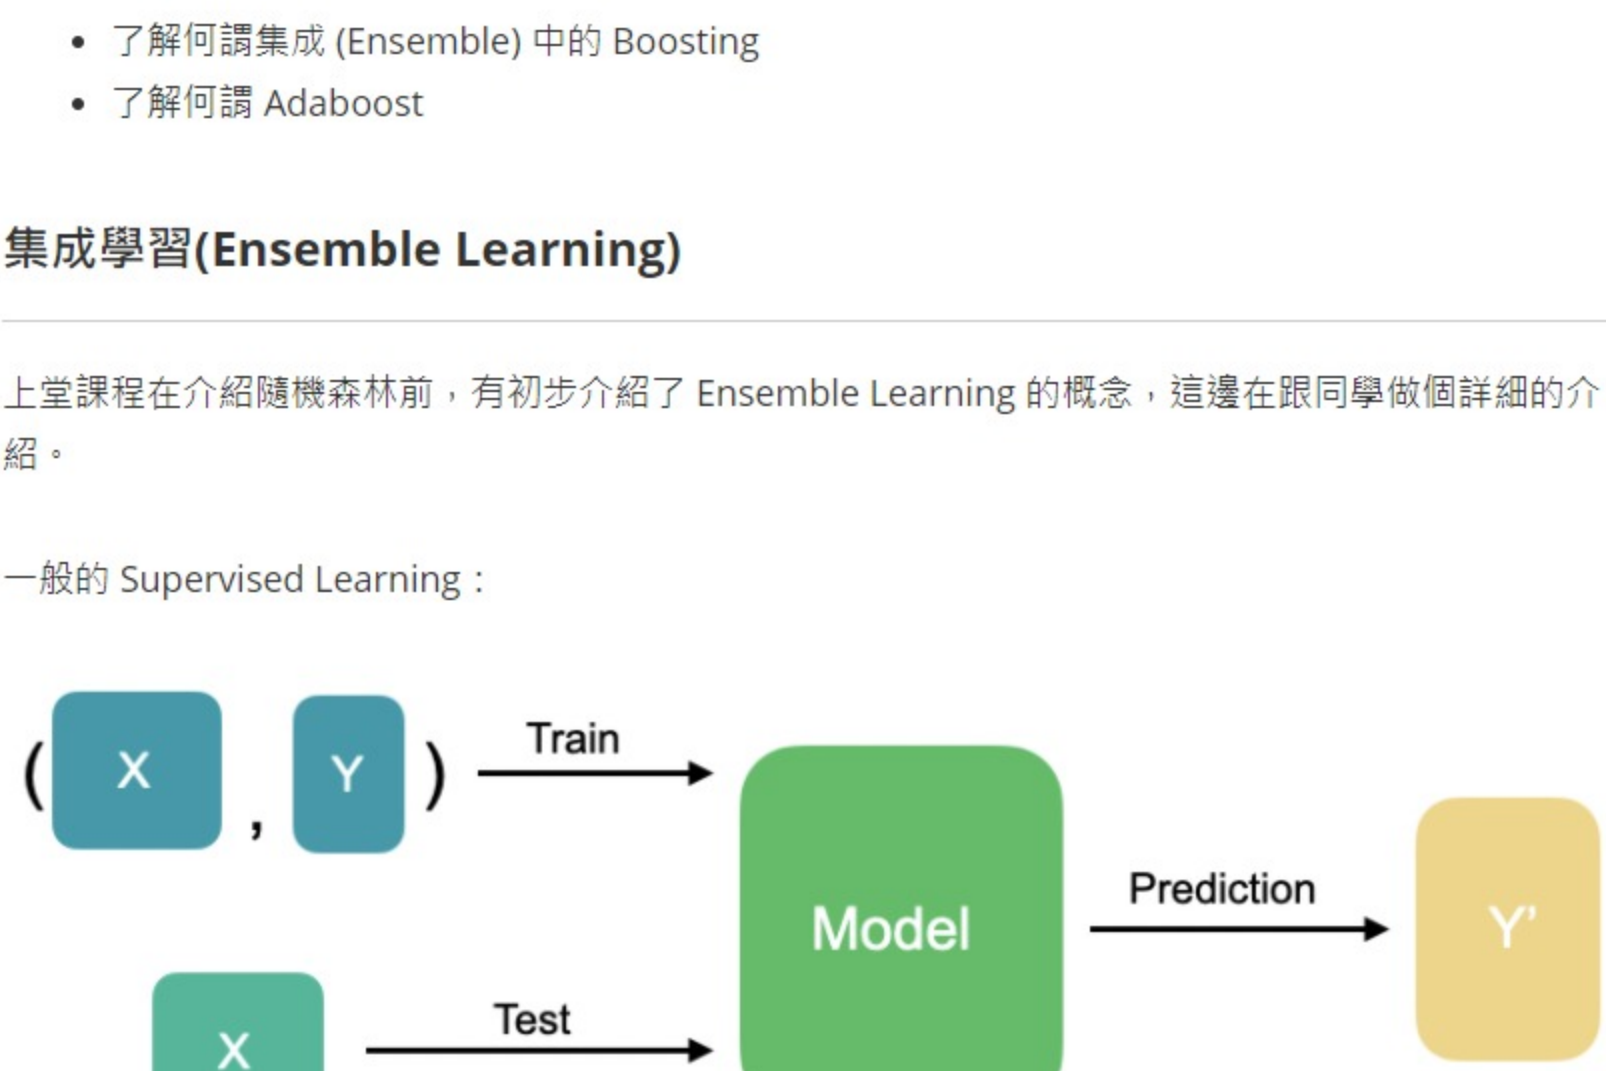 了解何謂集成 (Ensemble) 中的 Boosting
了解何謂 Adaboost
集成學習(Ensemble Learning)
上堂課程在介紹隨機森林前，有初步介紹了 Ensemble Learning 的概念，這邊在跟同學做個詳細的介
紹。
一般的 Supervised Learning：
( X , Y )
Train
Model
Prediction
Y’
X
Test